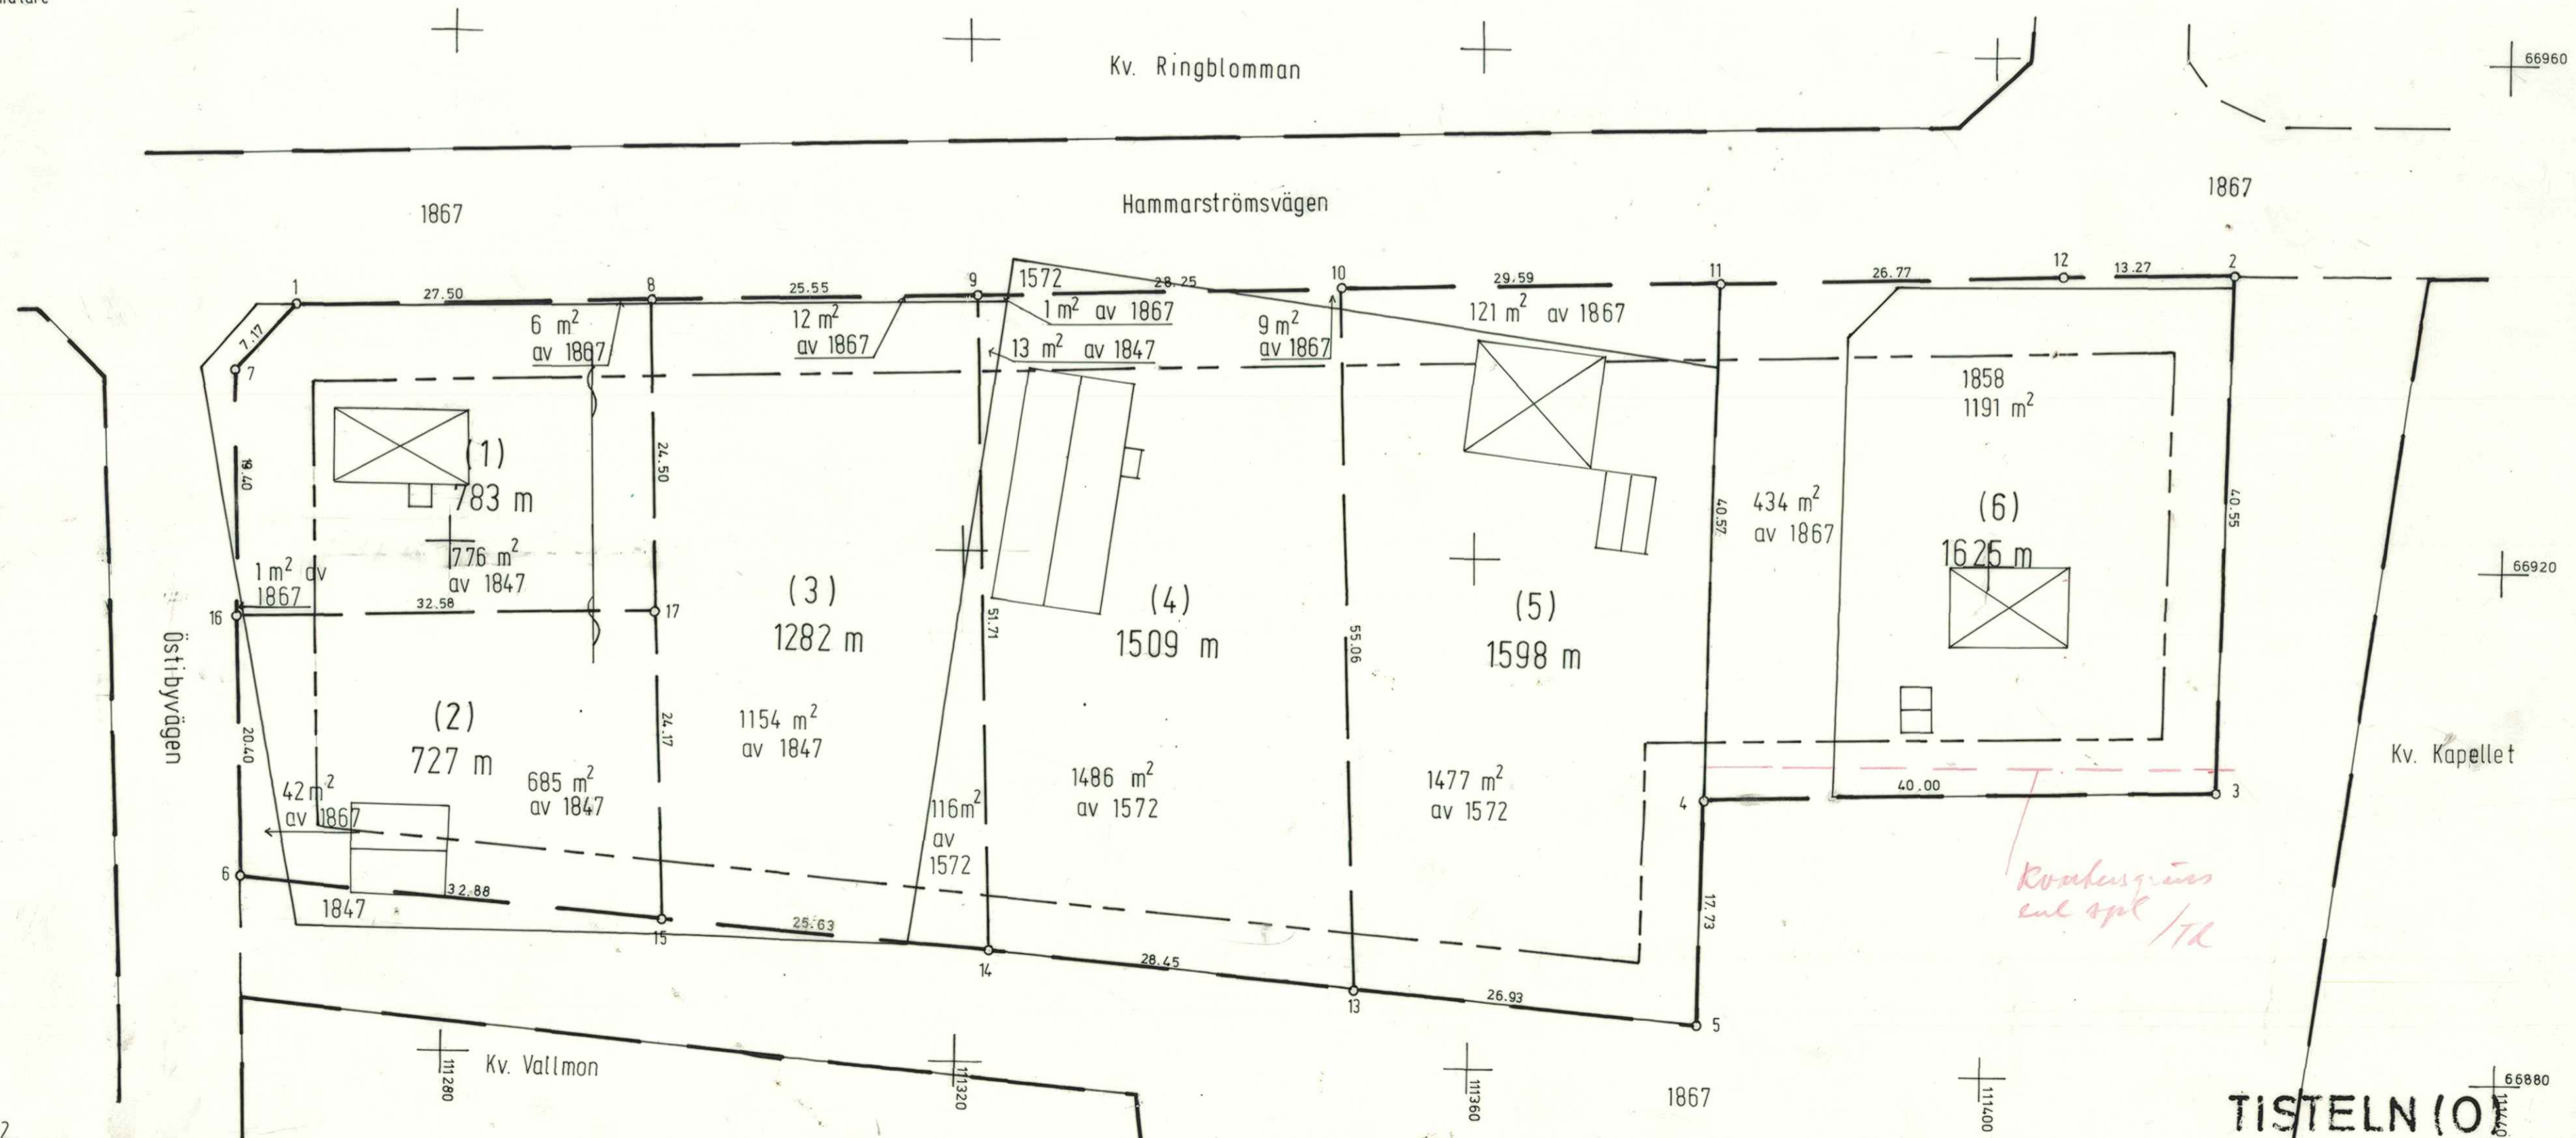 66960
Kv. Ringblomman
1867
1867
Hammarströmsvägen
1
27.50
8
25.55
9
1572
28.25
10
29.59
11
26.77
12
13.27
2
7.17
7
6 m²
av 1867
12 m²
av 1867
1 m² av 1867
13 m² av 1847
9 m²
av 1867
121 m² av 1867
1858
1191 m²
19.40
(1)
783 m
776 m²
av 1847
24.50
1 m² av
1867
16
32.58
17
(3)
1282 m
51.71
(4)
1509 m
55.06
(5)
1598 m
40.57
434 m²
av 1867
(6)
1625 m
40.55
66920
Östibyvägen
20.40
(2)
727 m
685 m²
av 1847
24.17
1154 m²
av 1847
42 m²
av 1867
116 m²
av
1572
1486 m²
av 1572
1477 m²
av 1572
4
40.00
3
Kv. Kapellet
6
32.88
1847
15
25.63
14
28.45
13
26.93
17.73
5
enl spl
/TR
111280
Kv. Vallmon
111320
111360
1867
111400
66880
111440
TISTELN (O)
2